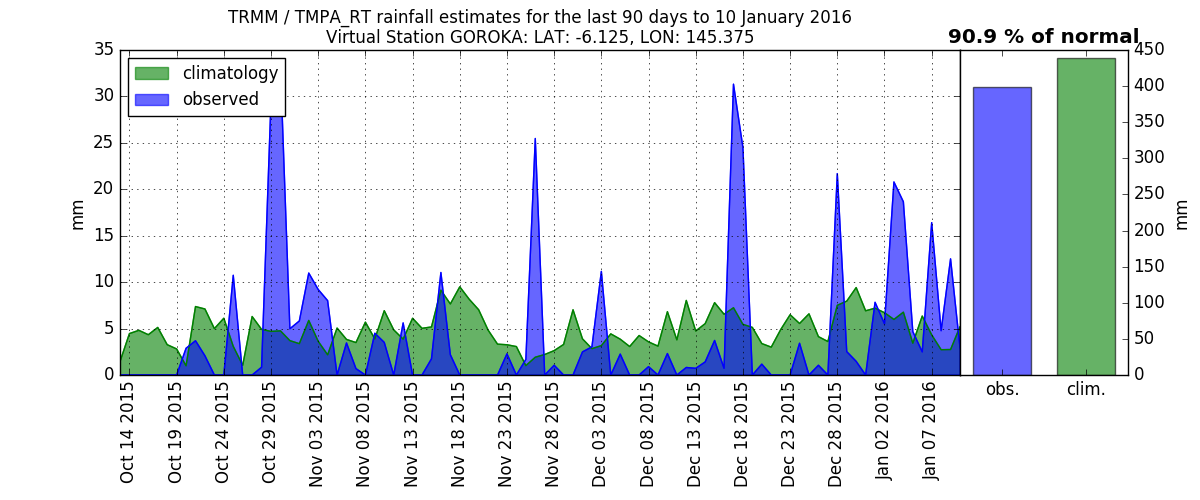 TRMM / TMPA_RT rainfall estimates for the last 90 days to 10 January 2016
Virtual Station GOROKA: LAT: -6.125, LON: 145.375
90.9 % of normal
climatology
observed
35
30
25
20
15
10
5
0
mm
Oct 14 2015
Oct 19 2015
Oct 24 2015
Oct 29 2015
Nov 03 2015
Nov 08 2015
Nov 13 2015
Nov 18 2015
Nov 23 2015
Nov 28 2015
Dec 03 2015
Dec 08 2015
Dec 13 2015
Dec 18 2015
Dec 23 2015
Dec 28 2015
Jan 02 2016
Jan 07 2016
obs.
clim.
450
400
350
300
250
200
150
100
50
0
mm